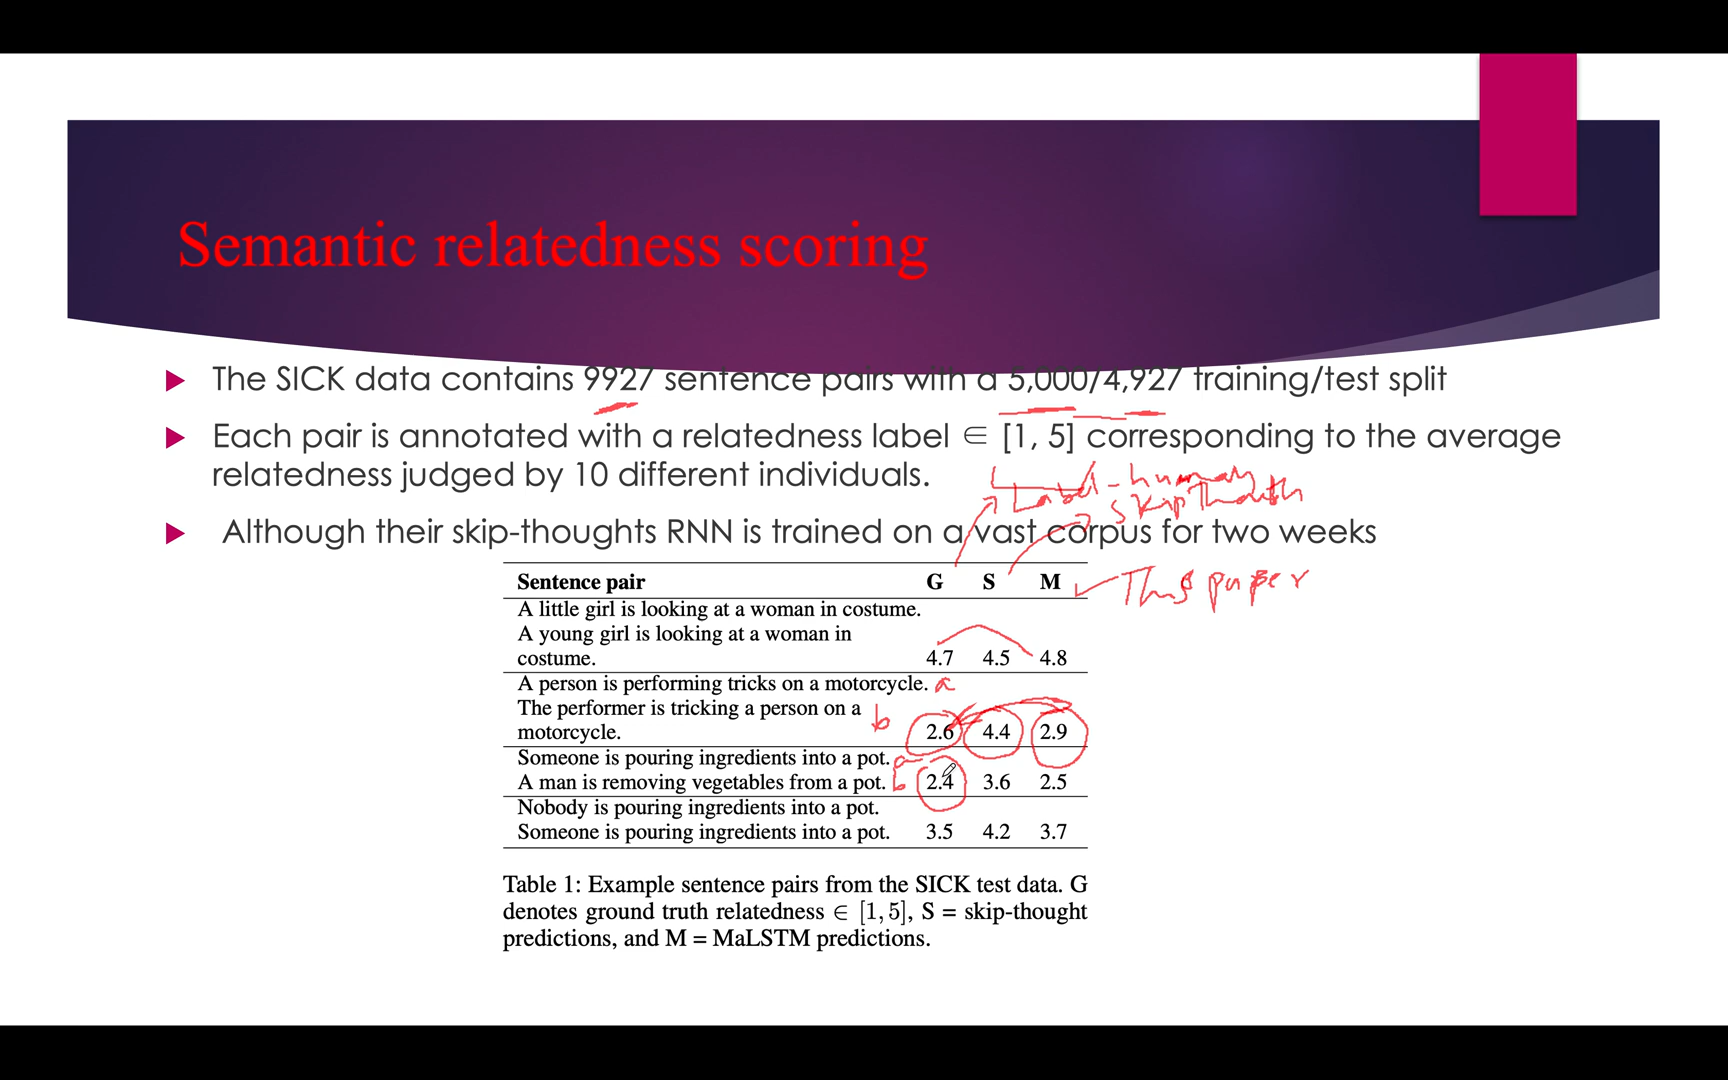 Semantic relatedness scoring
The SICK data contains 9927 sentence pairs with a 5,000/4,927 training/test split
Each pair is annotated with a relatedness label ∈ [1, 5] corresponding to the average
relatedness judged by 10 different individuals.
Label - human
Although their skip-thoughts RNN is trained on a vast corpus for two weeks
Sentence pair G S M
This paper
A little girl is looking at a woman in costume.
A young girl is looking at a woman in
costume. 4.7 4.5 4.8
A person is performing tricks on a motorcycle. a
The performer is tricking a person on a b
motorcycle. 2.6 4.4 2.9
Someone is pouring ingredients into a pot. a
A man is removing vegetables from a pot. b 2.4 3.6 2.5
Nobody is pouring ingredients into a pot.
Someone is pouring ingredients into a pot. 3.5 4.2 3.7
Table 1: Example sentence pairs from the SICK test data. G
denotes ground truth relatedness ∈ [1, 5], S = skip-thought
predictions, and M = MaLSTM predictions.